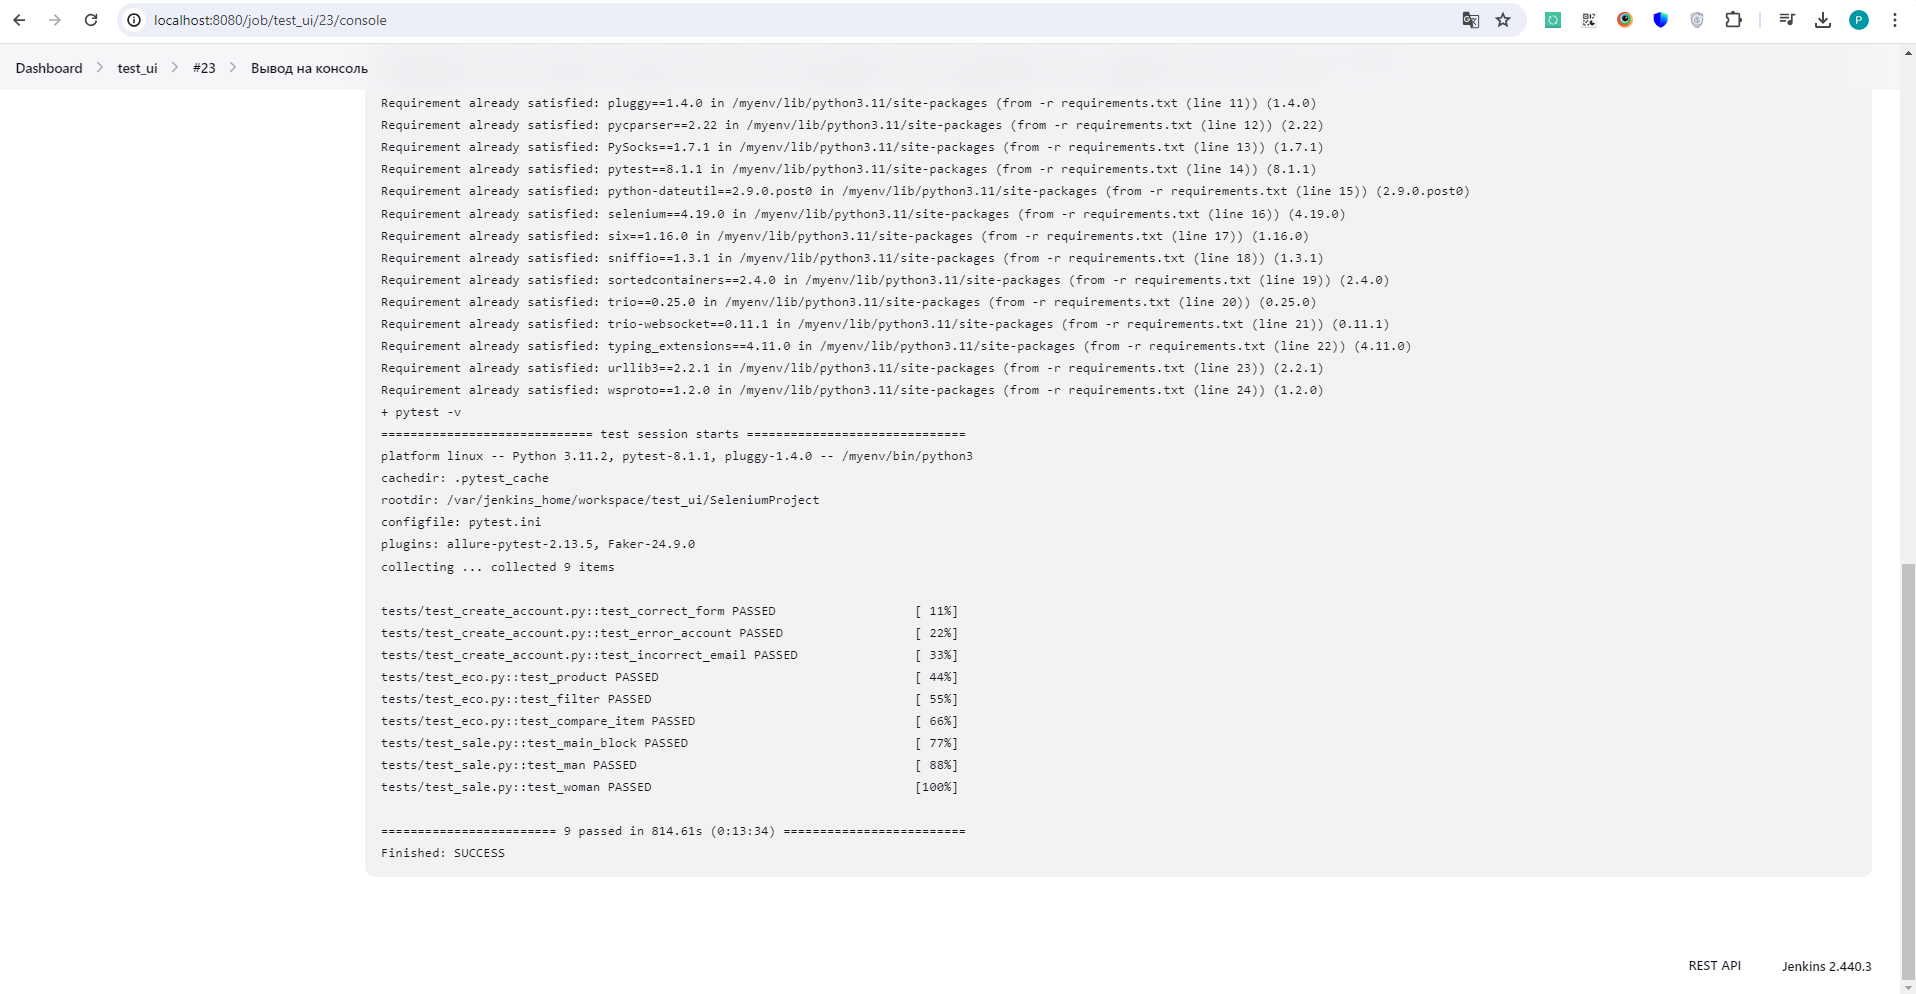 localhost:8080/job/test_ui/23/console
P
Dashboard test_ui #23 Вывод на консоль
Requirement already satisfied: pluggy==1.4.0 in /myenv/lib/python3.11/site-packages (from -r requirements.txt (line 11)) (1.4.0)
Requirement already satisfied: pycparser==2.22 in /myenv/lib/python3.11/site-packages (from -r requirements.txt (line 12)) (2.22)
Requirement already satisfied: PySocks==1.7.1 in /myenv/lib/python3.11/site-packages (from -r requirements.txt (line 13)) (1.7.1)
Requirement already satisfied: pytest==8.1.1 in /myenv/lib/python3.11/site-packages (from -r requirements.txt (line 14)) (8.1.1)
Requirement already satisfied: python-dateutil==2.9.0.post0 in /myenv/lib/python3.11/site-packages (from -r requirements.txt (line 15)) (2.9.0.post0)
Requirement already satisfied: selenium==4.19.0 in /myenv/lib/python3.11/site-packages (from -r requirements.txt (line 16)) (4.19.0)
Requirement already satisfied: six==1.16.0 in /myenv/lib/python3.11/site-packages (from -r requirements.txt (line 17)) (1.16.0)
Requirement already satisfied: sniffio==1.3.1 in /myenv/lib/python3.11/site-packages (from -r requirements.txt (line 18)) (1.3.1)
Requirement already satisfied: sortedcontainers==2.4.0 in /myenv/lib/python3.11/site-packages (from -r requirements.txt (line 19)) (2.4.0)
Requirement already satisfied: trio==0.25.0 in /myenv/lib/python3.11/site-packages (from -r requirements.txt (line 20)) (0.25.0)
Requirement already satisfied: trio-websocket==0.11.1 in /myenv/lib/python3.11/site-packages (from -r requirements.txt (line 21)) (0.11.1)
Requirement already satisfied: typing_extensions==4.11.0 in /myenv/lib/python3.11/site-packages (from -r requirements.txt (line 22)) (4.11.0)
Requirement already satisfied: urllib3==2.2.1 in /myenv/lib/python3.11/site-packages (from -r requirements.txt (line 23)) (2.2.1)
Requirement already satisfied: wsproto==1.2.0 in /myenv/lib/python3.11/site-packages (from -r requirements.txt (line 24)) (1.2.0)
+ pytest -v
============================= test session starts ==============================
platform linux -- Python 3.11.2, pytest-8.1.1, pluggy-1.4.0 -- /myenv/bin/python3
cachedir: .pytest_cache
rootdir: /var/jenkins_home/workspace/test_ui/SeleniumProject
configfile: pytest.ini
plugins: allure-pytest-2.13.5, Faker-24.9.0
collecting ... collected 9 items
tests/test_create_account.py::test_correct_form PASSED [ 11%]
tests/test_create_account.py::test_error_account PASSED [ 22%]
tests/test_create_account.py::test_incorrect_email PASSED [ 33%]
tests/test_eco.py::test_product PASSED [ 44%]
tests/test_eco.py::test_filter PASSED [ 55%]
tests/test_eco.py::test_compare_item PASSED [ 66%]
tests/test_sale.py::test_main_block PASSED [ 77%]
tests/test_sale.py::test_man PASSED [ 88%]
tests/test_sale.py::test_woman PASSED [100%]
======================== 9 passed in 814.61s (0:13:34) =========================
Finished: SUCCESS
REST API Jenkins 2.440.3